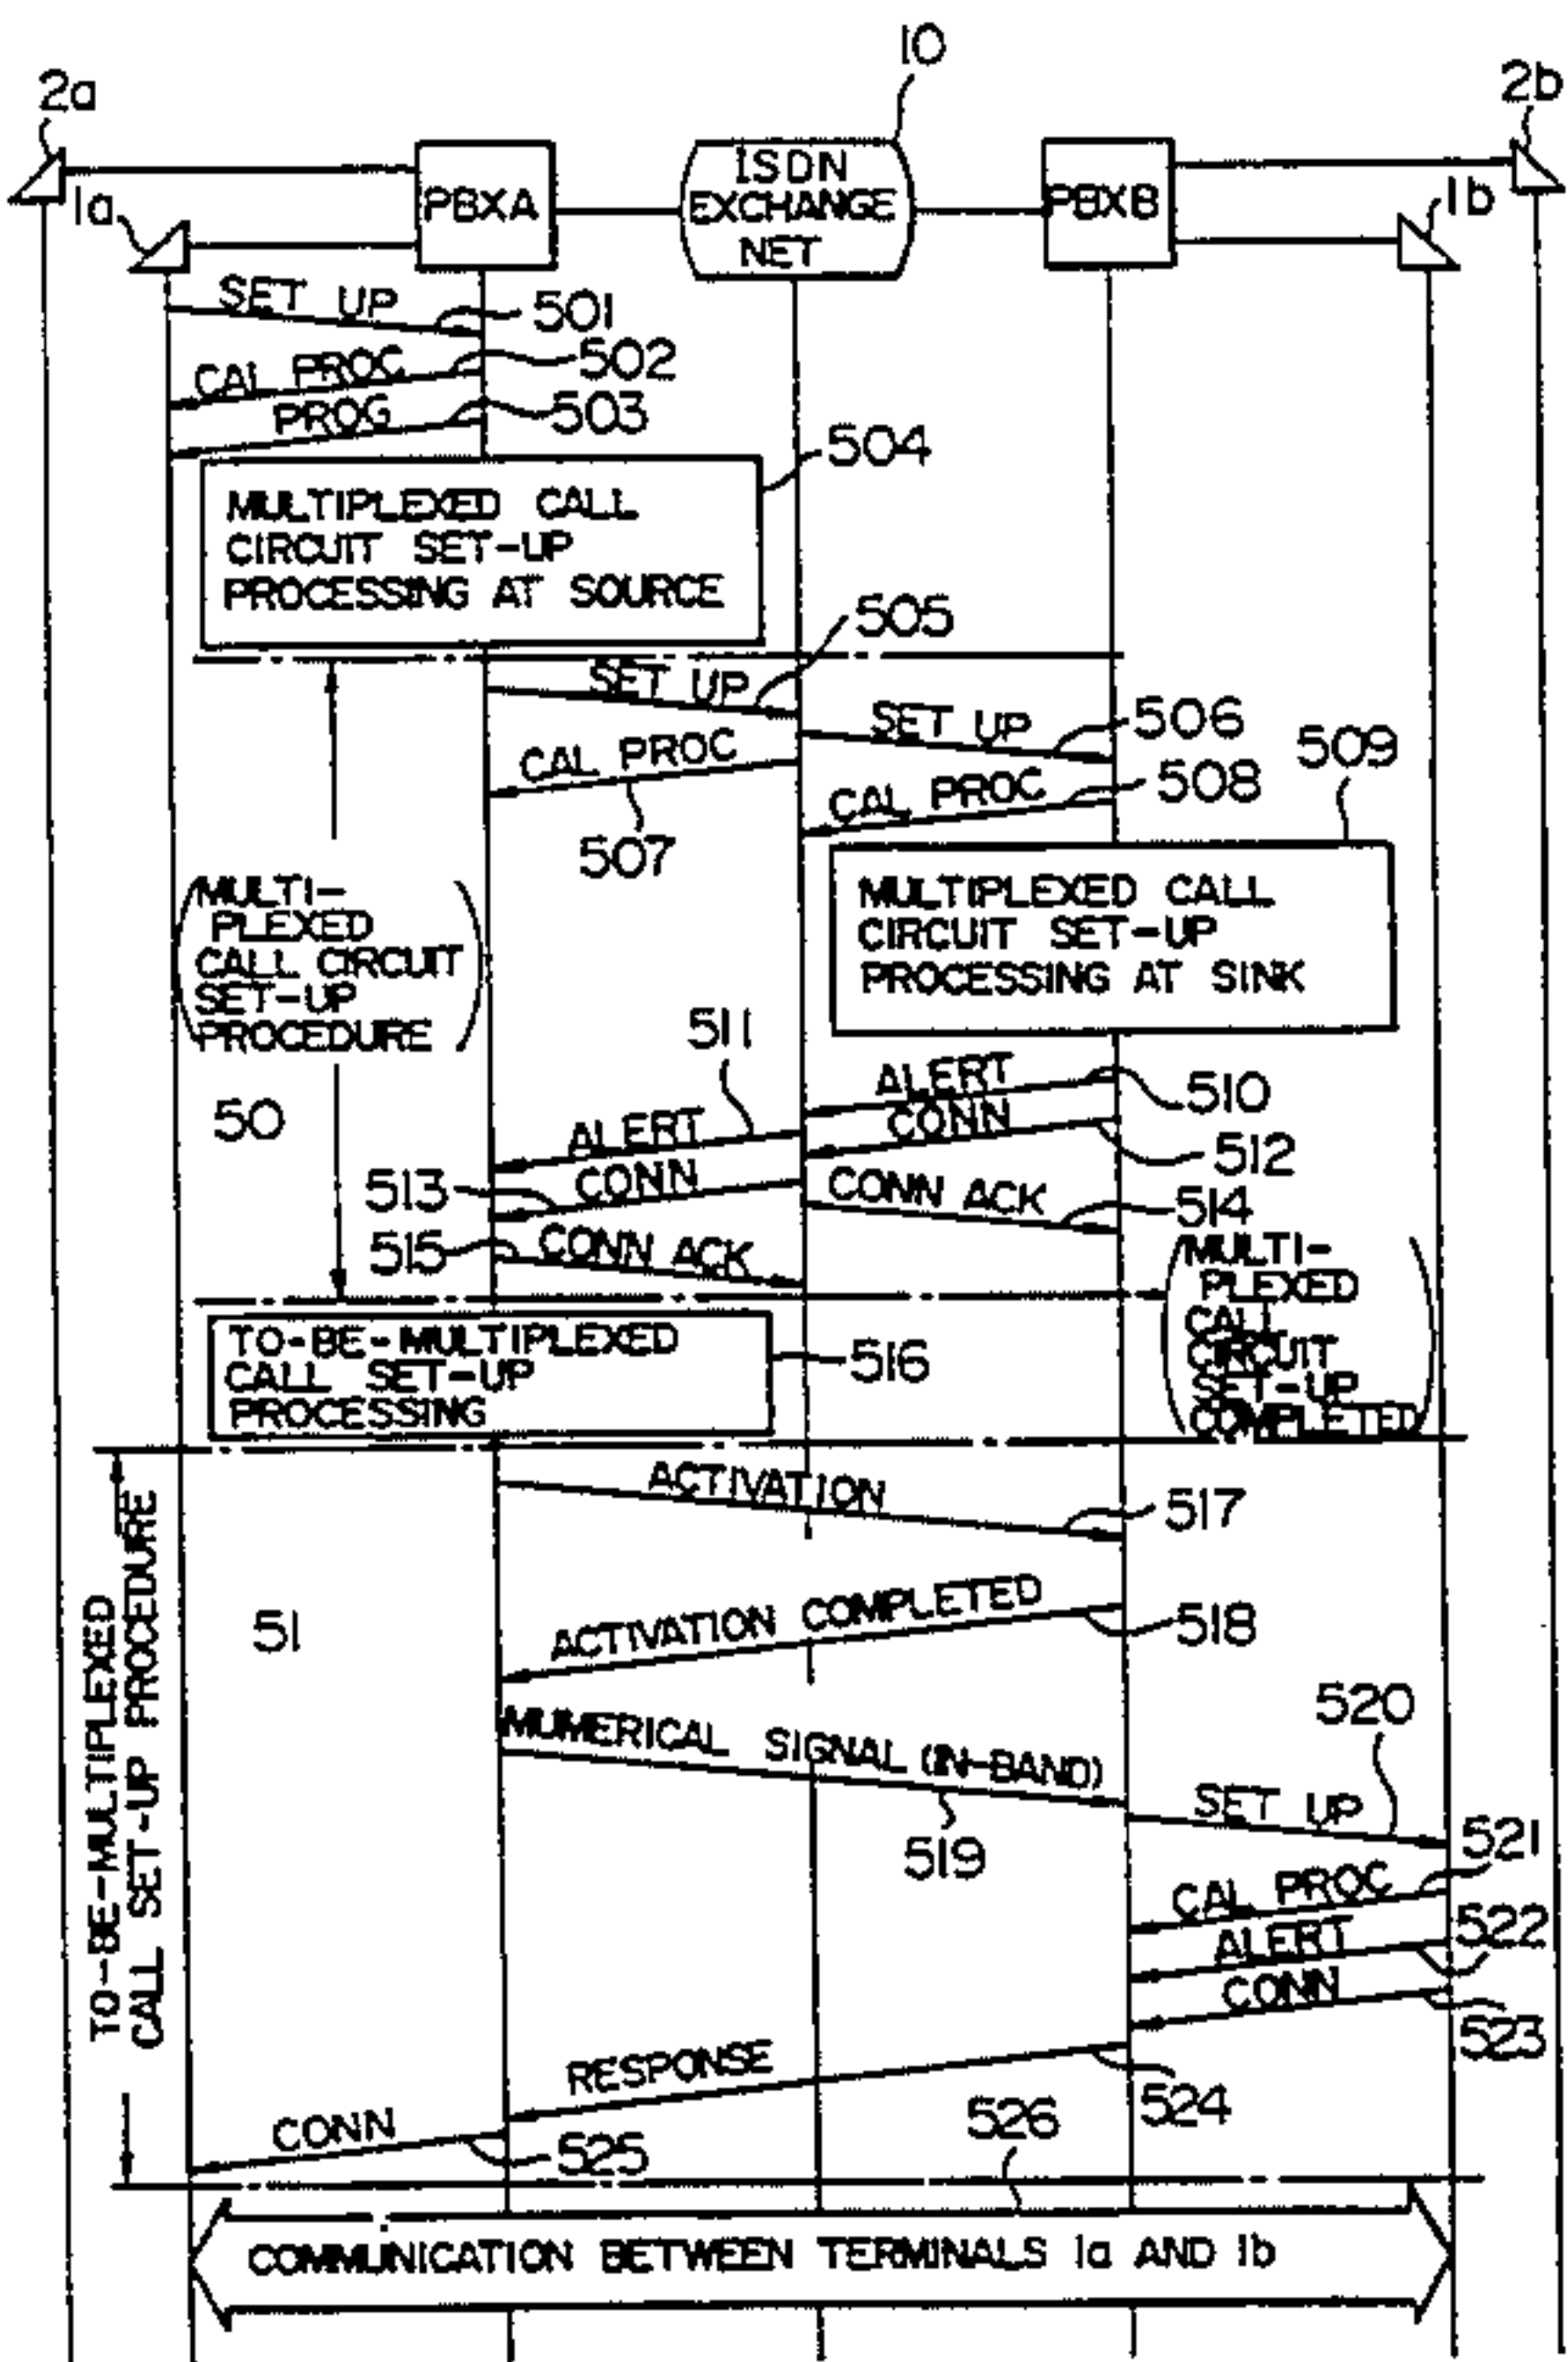 10
2a
2b
PBXA
ISDN
EXCHANGE
NET
PBXB
1a
1b
SET UP
501
CAL PROC
502
PROG
503
504
MULTIPLEXED CALL
CIRCUIT SET-UP
PROCESSING AT SOURCE
505
SET UP
SET UP
506
509
CAL PROC
507
CAL PROC
508
MULTIPLEXED CALL
CIRCUIT SET-UP
PROCESSING AT SINK
MULTI-
PLEXED
CALL CIRCUIT
SET-UP
PROCEDURE
50
511
ALERT
510
ALERT
CONN
512
513
CONN
CONN ACK
514
515
CONN ACK
MULTI-
PLEXED
CALL
CIRCUIT
SET-UP
COMPLETED
TO-BE-MULTIPLEXED
CALL SET-UP
PROCESSING
516
ACTIVATION
517
TO-BE-MULTIPLEXED
CALL SET-UP PROCEDURE
51
ACTIVATION COMPLETED
518
MUMERICAL SIGNAL (IN-BAND)
519
520
SET UP
521
CAL PROC
522
ALERT
CONN
523
RESPONSE
524
CONN
525
526
COMMUNICATION BETWEEN TERMINALS 1a AND 1b